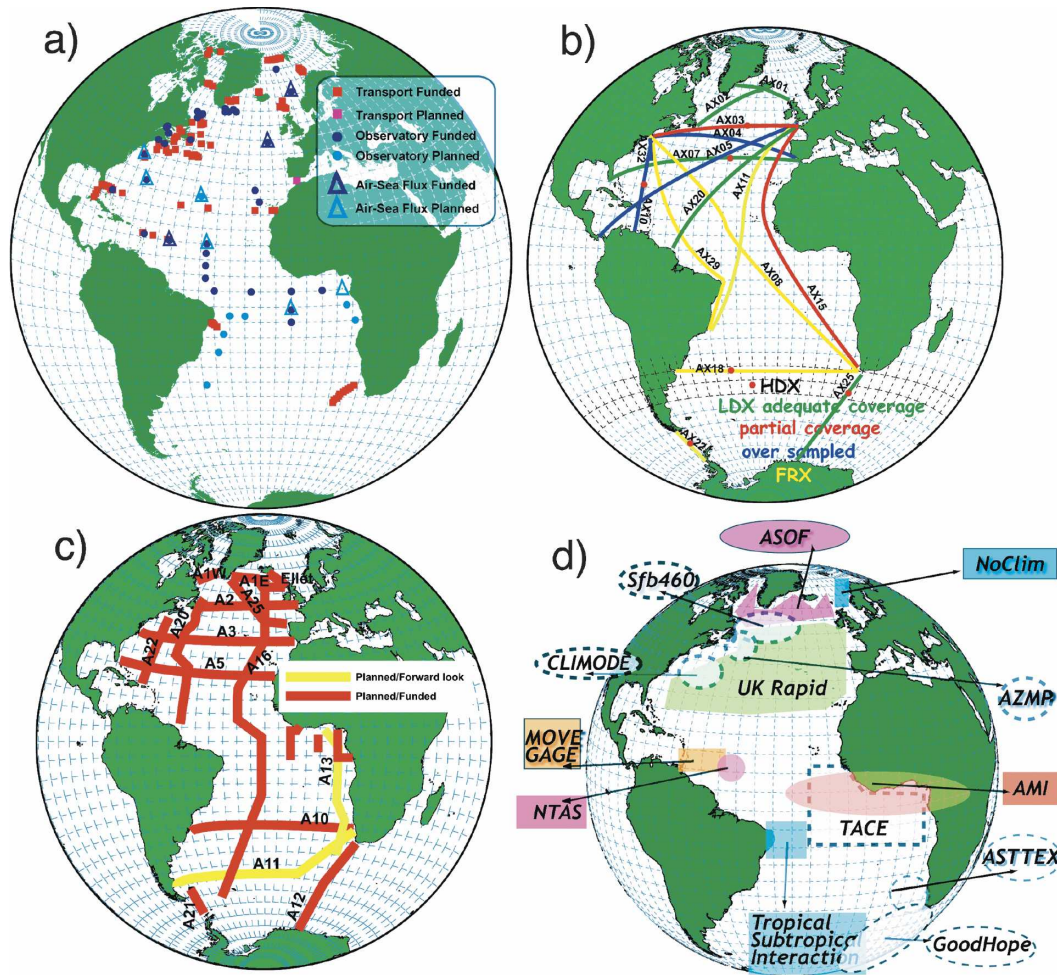 a)
Transport Funded
Transport Planned
Observatory Funded
Observatory Planned
Air-Sea Flux Funded
Air-Sea Flux Planned
b)
AX01
AX02
AX03
AX04
AX05
AX07
AX32
AX10
AX20
AX11
AX29
AX08
AX15
AX18
AX25
AX22
HDX
LDX adequate coverage
partial coverage
over sampled
FRX
c)
A1W
A1E
Ellet
A2
A25
A20
A3
A22
A5
A16
Planned/Forward look
Planned/Funded
A13
A10
A11
A12
A21
d)
ASOF
NoClim
Sfb460
CLIMODE
UK Rapid
AZMP
MOVE
GAGE
NTAS
AMI
TACE
ASTTEX
Tropical
Subtropical
Interaction
GoodHope